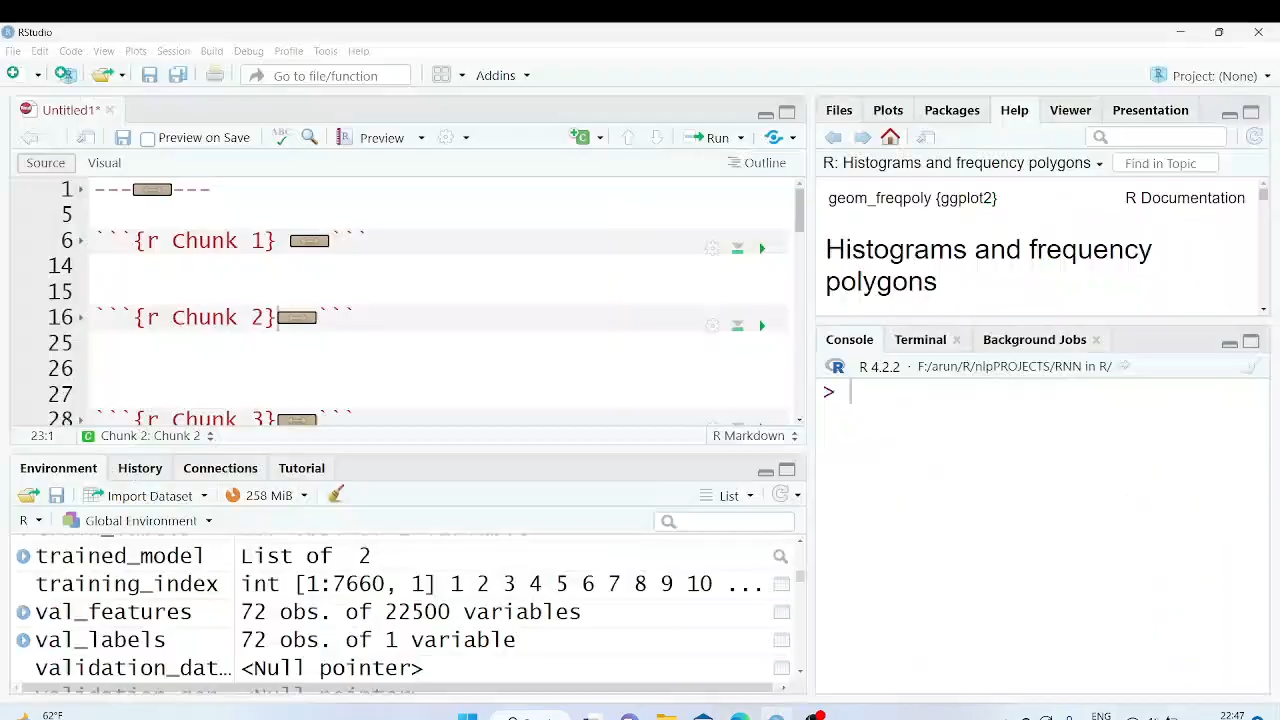 RStudio
File Edit Code View Plots Session Build Debug Profile Tools Help
Go to file/function Addins Project: (None)
Untitled1*
Preview on Save ABC Preview Run
Source Visual Outline
1 --- ---
5
6 ```{r Chunk 1} ```
14
15
16 ```{r Chunk 2} ```
25
26
27
28 ```{r Chunk 3} ```
23:1 Chunk 2: Chunk 2 R Markdown
Environment History Connections Tutorial
Import Dataset 258 MiB List
R Global Environment
trained_model List of 2
training_index int [1:7660, 1] 1 2 3 4 5 6 7 8 9 10 ...
val_features 72 obs. of 22500 variables
val_labels 72 obs. of 1 variable
validation_dat... <Null pointer>
Files Plots Packages Help Viewer Presentation
R: Histograms and frequency polygons Find in Topic
geom_freqpoly {ggplot2} R Documentation
Histograms and frequency
polygons
Console Terminal Background Jobs
R 4.2.2 · F:/arun/R/nlpPROJECTS/RNN in R/
>
62°F ENG 22:47